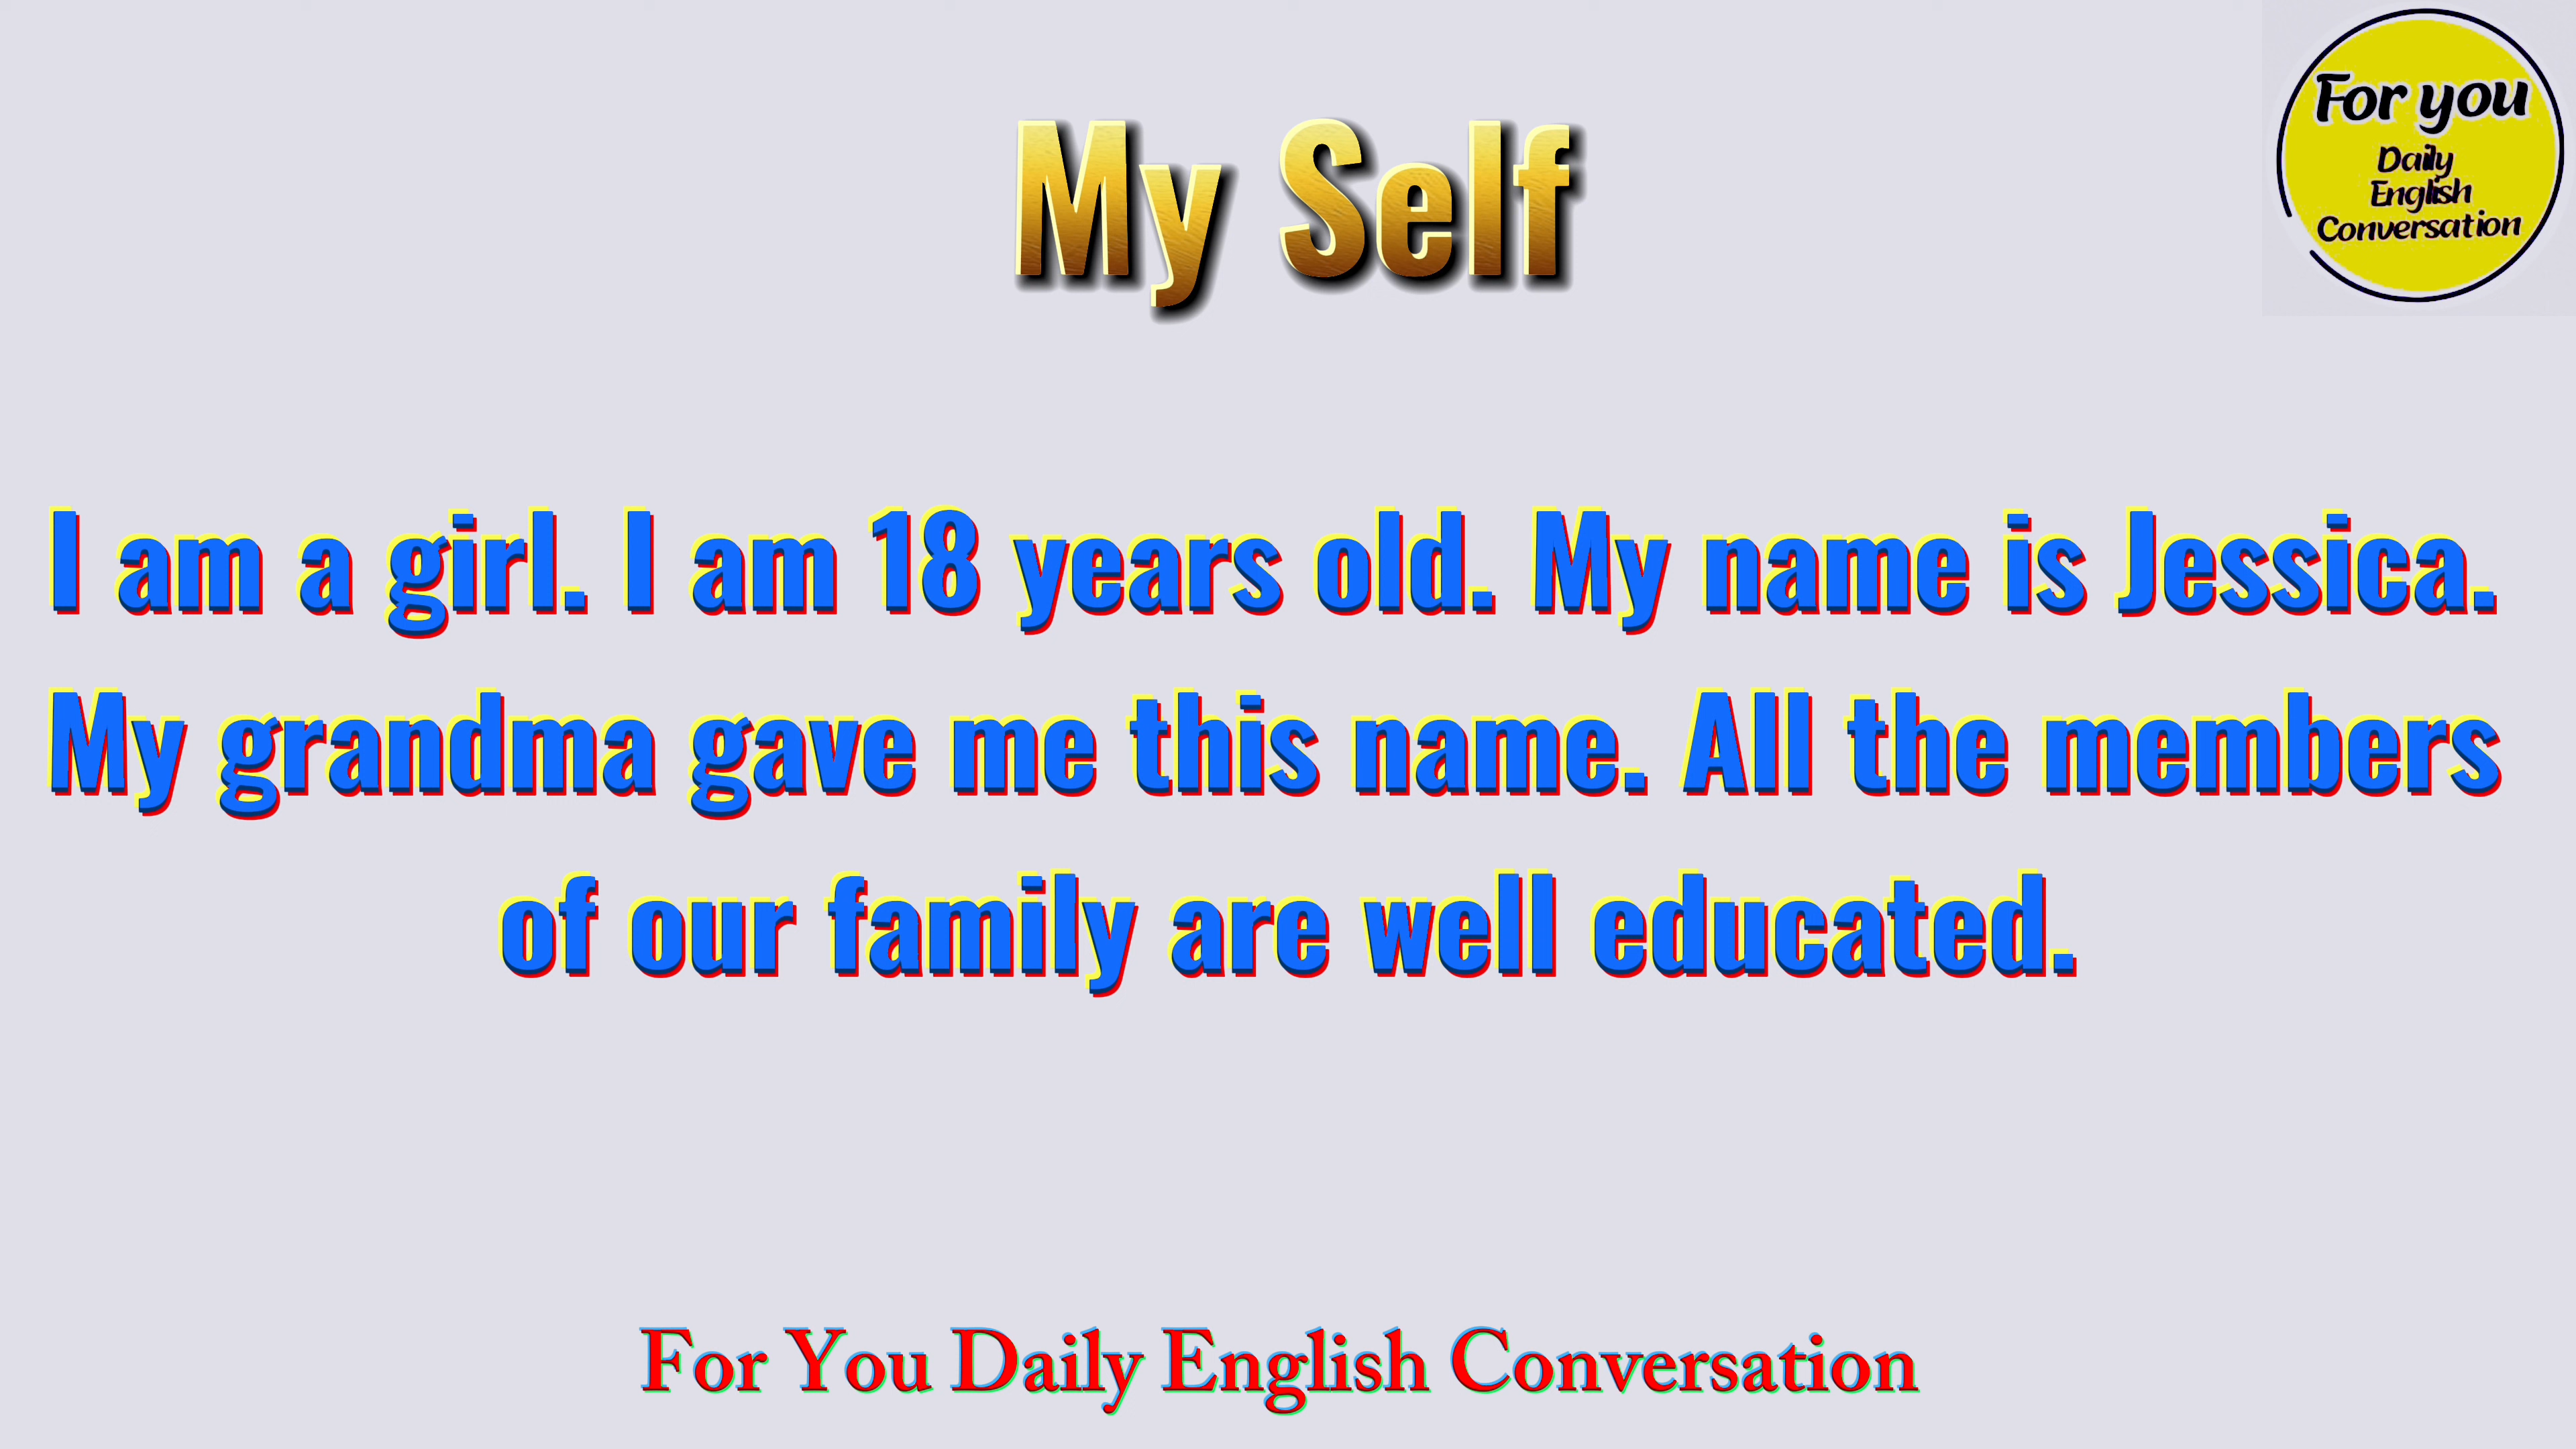 For you
Daily
English
Conversation
My Self
I am a girl. I am 18 years old. My name is Jessica.
My grandma gave me this name. All the members
of our family are well educated.
For You Daily English Conversation